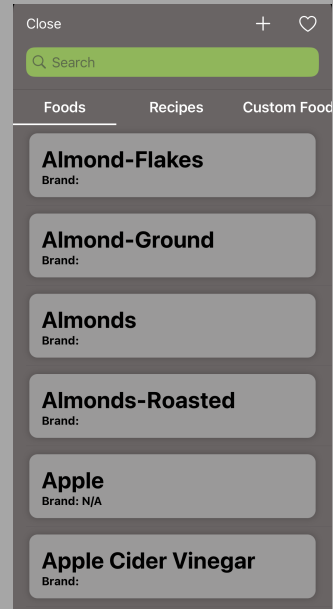 Close
Search
Foods Recipes Custom Food
Almond-Flakes
Brand:
Almond-Ground
Brand:
Almonds
Brand:
Almonds-Roasted
Brand:
Apple
Brand: N/A
Apple Cider Vinegar
Brand: